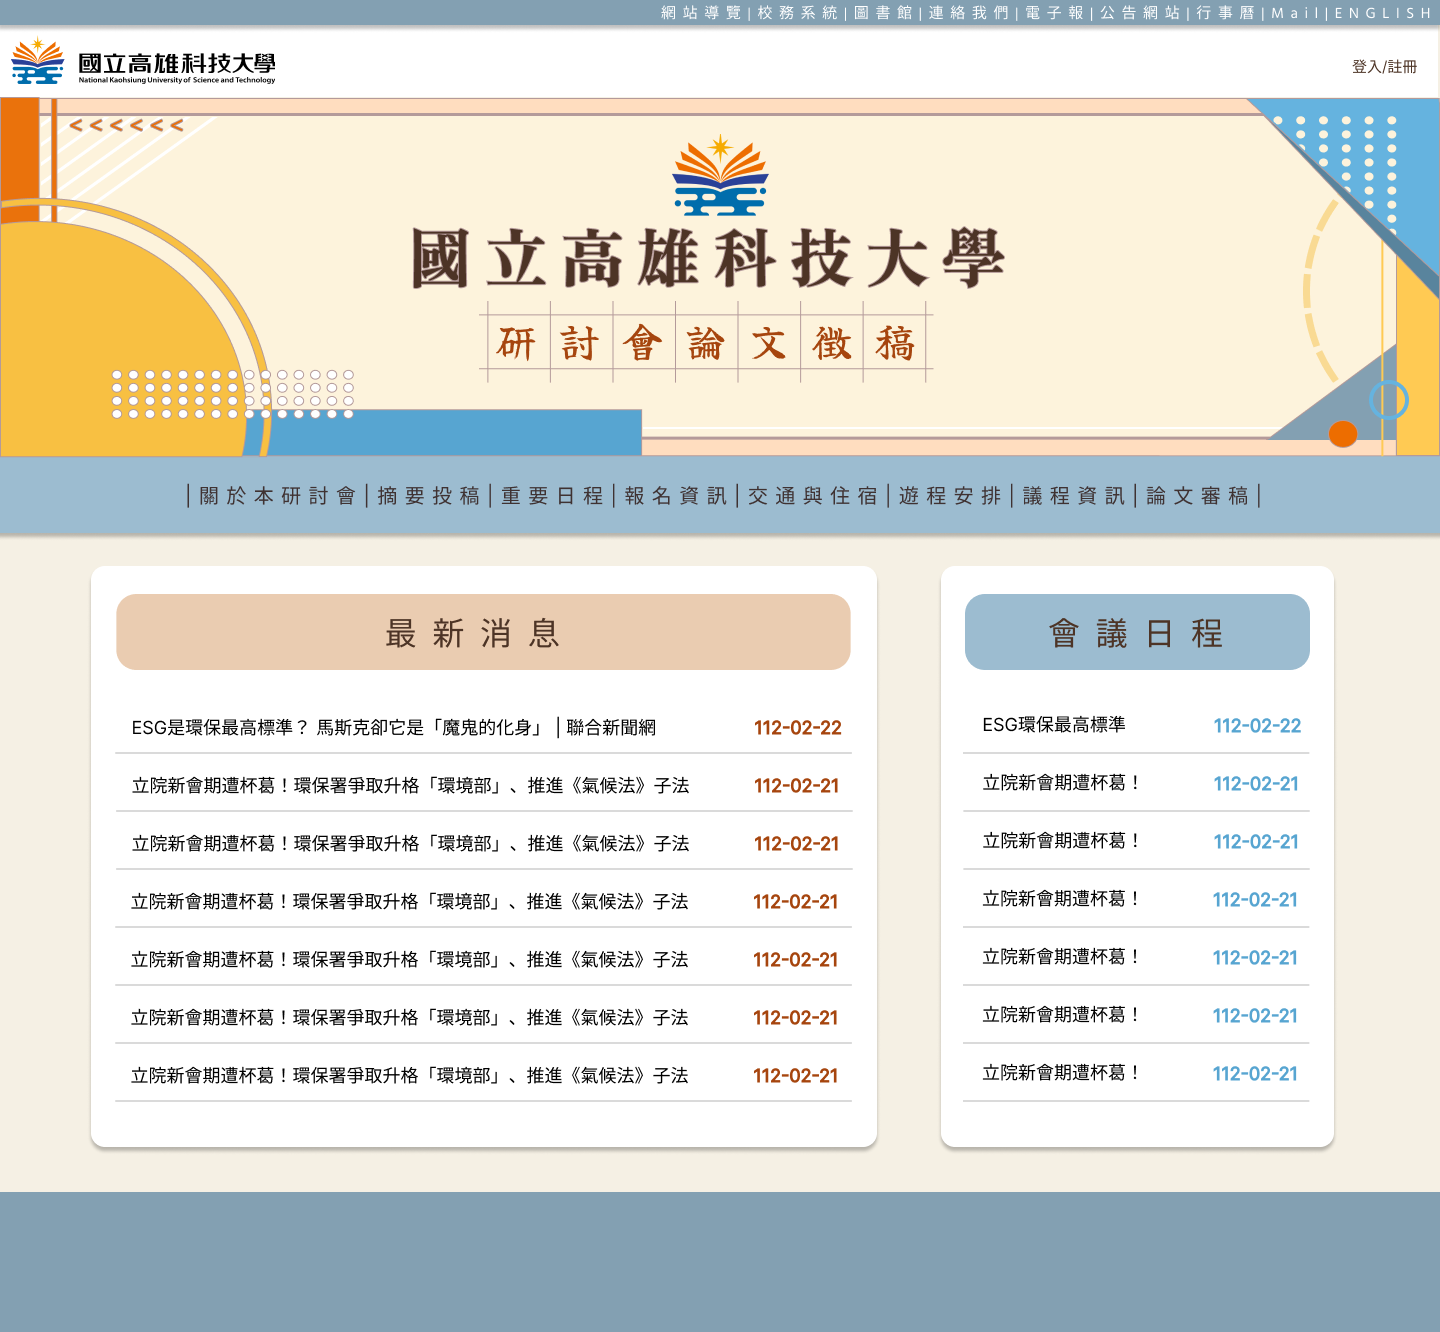 網站導覽|校務系統|圖書館|連絡我們|電子報|公告網站|行事曆|Mail|ENGLISH
國立高雄科技大學
National Kaohsiung University of Science and Technology
登入/註冊
<<<<<<
國立高雄科技大學
研討會論文徵稿
|關於本研討會|摘要投稿|重要日程|報名資訊|交通與住宿|遊程安排|議程資訊|論文審稿|
最新消息
ESG是環保最高標準？ 馬斯克卻它是「魔鬼的化身」 | 聯合新聞網 112-02-22
立院新會期遭杯葛！環保署爭取升格「環境部」、推進《氣候法》子法 112-02-21
立院新會期遭杯葛！環保署爭取升格「環境部」、推進《氣候法》子法 112-02-21
立院新會期遭杯葛！環保署爭取升格「環境部」、推進《氣候法》子法 112-02-21
立院新會期遭杯葛！環保署爭取升格「環境部」、推進《氣候法》子法 112-02-21
立院新會期遭杯葛！環保署爭取升格「環境部」、推進《氣候法》子法 112-02-21
立院新會期遭杯葛！環保署爭取升格「環境部」、推進《氣候法》子法 112-02-21
會議日程
ESG環保最高標準 112-02-22
立院新會期遭杯葛！ 112-02-21
立院新會期遭杯葛！ 112-02-21
立院新會期遭杯葛！ 112-02-21
立院新會期遭杯葛！ 112-02-21
立院新會期遭杯葛！ 112-02-21
立院新會期遭杯葛！ 112-02-21